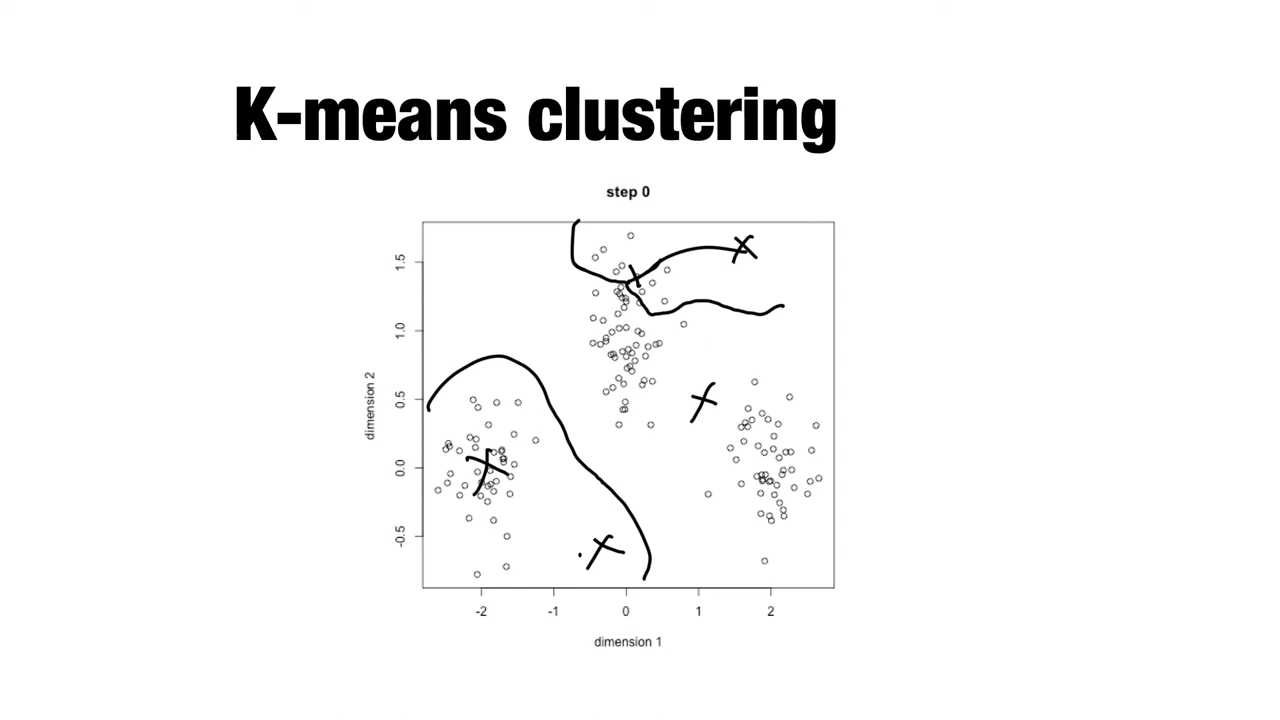 K-means clustering
step 0
dimension 2
1.5
1.0
0.5
0.0
-0.5
-2 -1 0 1 2
dimension 1